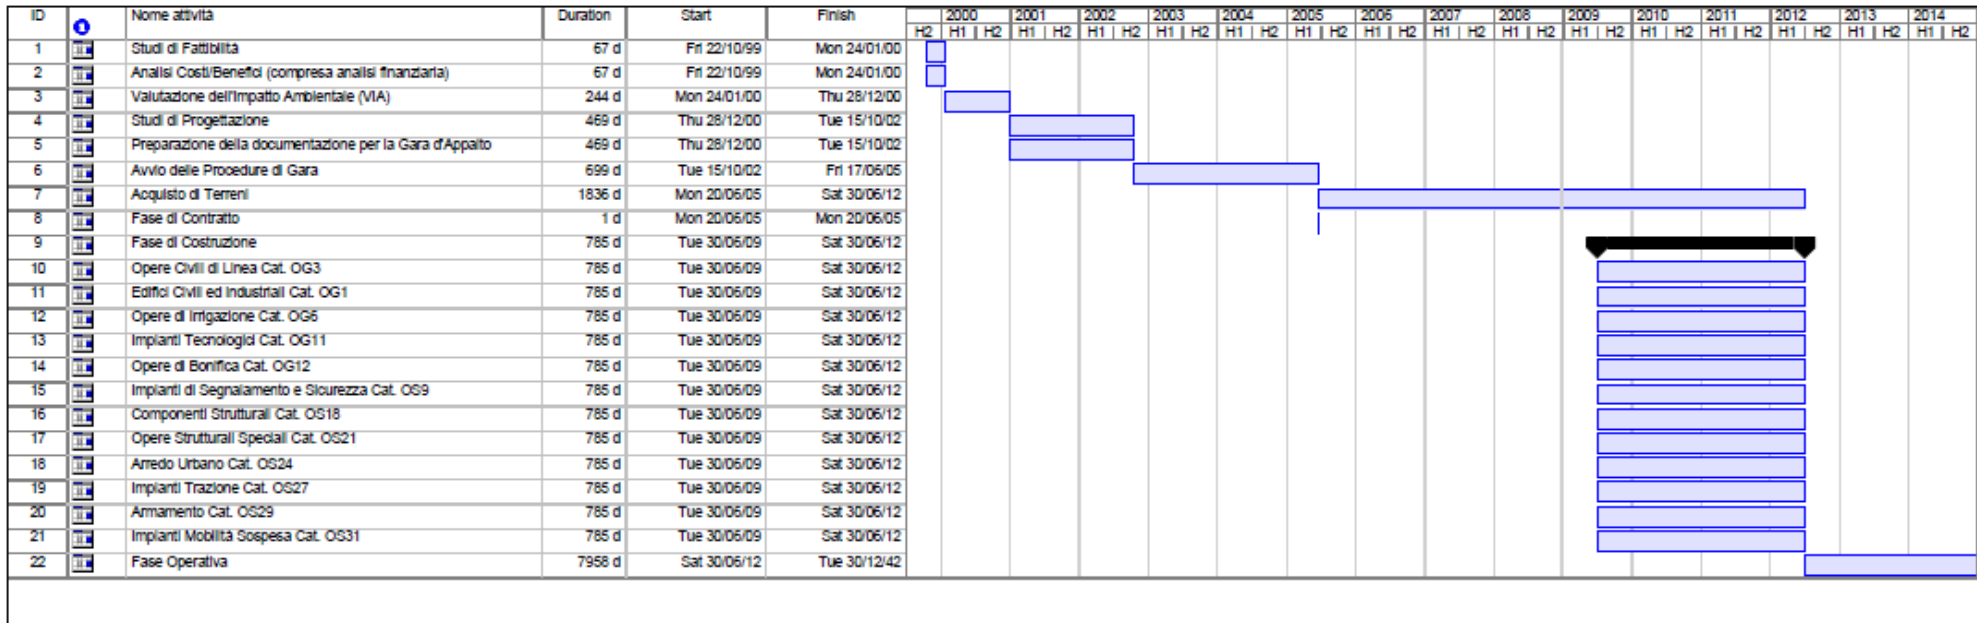 ID Nome attività Duration Start Finish 2000 2001 2002 2003 2004 2005 2006 2007 2008 2009 2010 2011 2012 2013 2014
H2 H1 H2 H1 H2 H1 H2 H1 H2 H1 H2 H1 H2 H1 H2 H1 H2 H1 H2 H1 H2 H1 H2 H1 H2 H1 H2 H1 H2 H1 H2
1 Studi di Fattibilità 67 d Fri 22/10/99 Mon 24/01/00
2 Analisi Costi/Benefici (compresa analisi finanziaria) 67 d Fri 22/10/99 Mon 24/01/00
3 Valutazione dell'Impatto Ambientale (VIA) 244 d Mon 24/01/00 Thu 28/12/00
4 Studi di Progettazione 469 d Thu 28/12/00 Tue 15/10/02
5 Preparazione della documentazione per la Gara d'Appalto 469 d Thu 28/12/00 Tue 15/10/02
6 Avvio delle Procedure di Gara 699 d Tue 15/10/02 Fri 17/06/05
7 Acquisto di Terreni 1836 d Mon 20/06/05 Sat 30/06/12
8 Fase di Contratto 1 d Mon 20/06/05 Mon 20/06/05
9 Fase di Costruzione 785 d Tue 30/06/09 Sat 30/06/12
10 Opere Civili di Linea Cat. OG3 785 d Tue 30/06/09 Sat 30/06/12
11 Edifici Civili ed Industriali Cat. OG1 785 d Tue 30/06/09 Sat 30/06/12
12 Opere di Irrigazione Cat. OG6 785 d Tue 30/06/09 Sat 30/06/12
13 Impianti Tecnologici Cat. OG11 785 d Tue 30/06/09 Sat 30/06/12
14 Opere di Bonifica Cat. OG12 785 d Tue 30/06/09 Sat 30/06/12
15 Impianti di Segnalamento e Sicurezza Cat. OS9 785 d Tue 30/06/09 Sat 30/06/12
16 Componenti Strutturali Cat. OS18 785 d Tue 30/06/09 Sat 30/06/12
17 Opere Strutturali Speciali Cat. OS21 785 d Tue 30/06/09 Sat 30/06/12
18 Arredo Urbano Cat. OS24 785 d Tue 30/06/09 Sat 30/06/12
19 Impianti Trazione Cat. OS27 785 d Tue 30/06/09 Sat 30/06/12
20 Armamento Cat. OS29 785 d Tue 30/06/09 Sat 30/06/12
21 Impianti Mobilità Sospesa Cat. OS31 785 d Tue 30/06/09 Sat 30/06/12
22 Fase Operativa 7958 d Sat 30/06/12 Tue 30/12/42